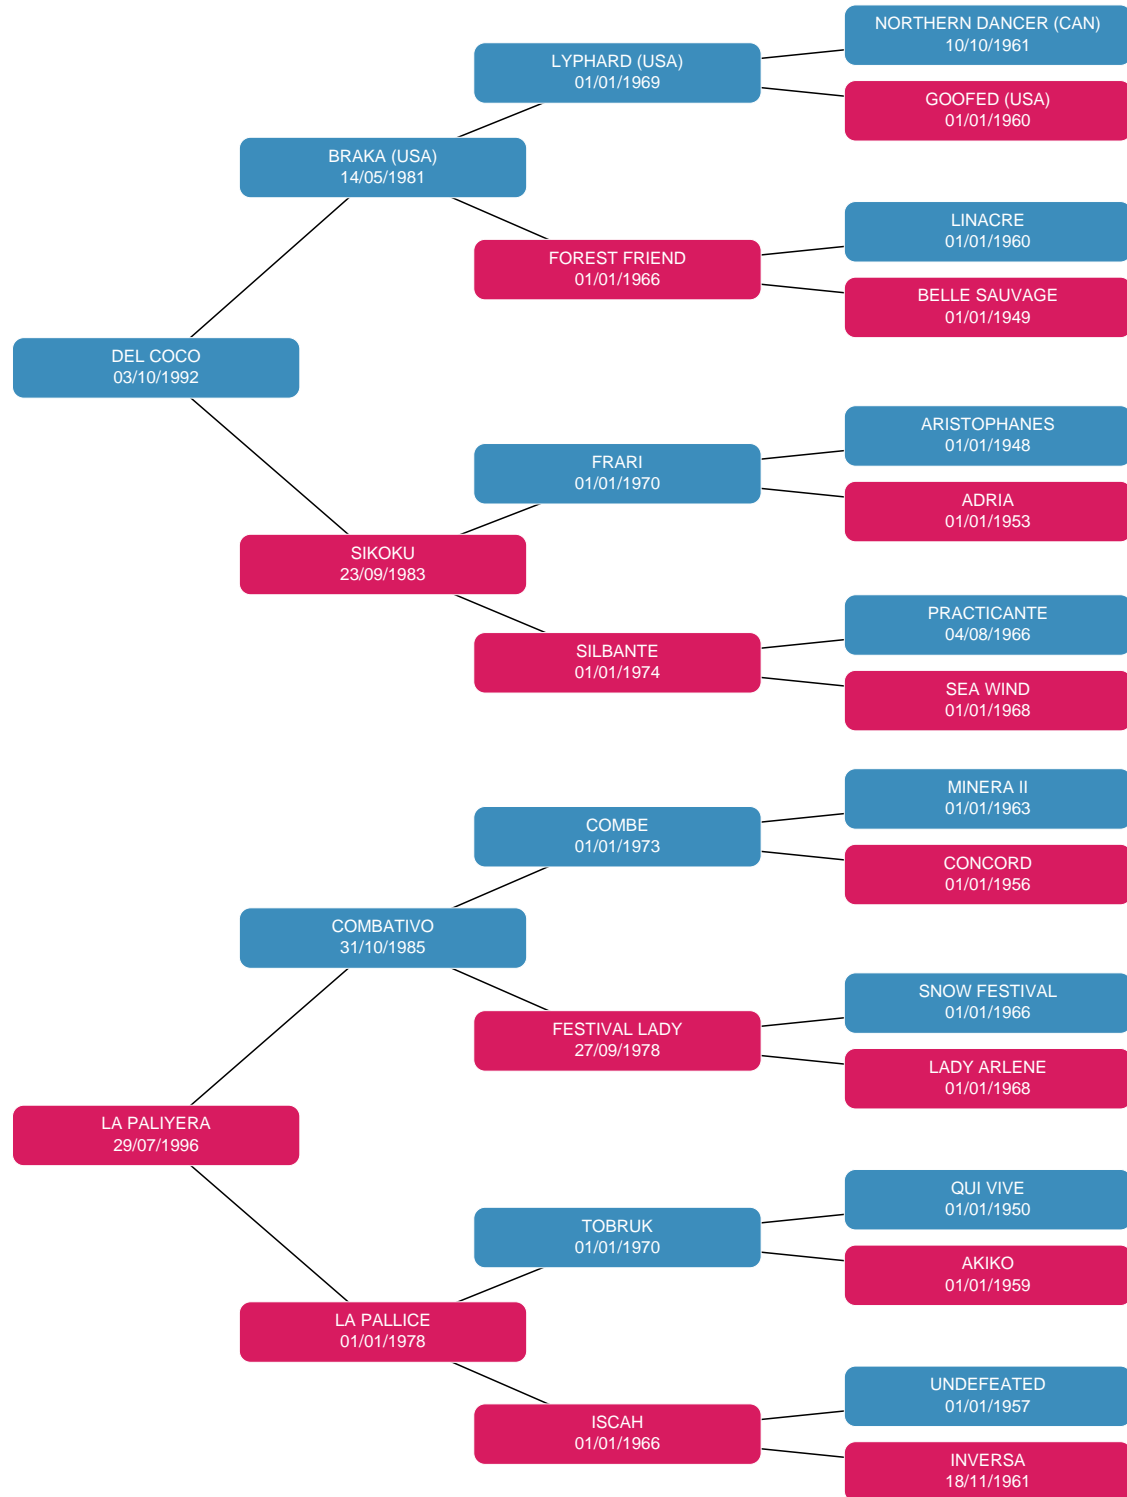 NORTHERN DANCER (CAN)
10/10/1961
LYPHARD (USA)
01/01/1969
GOOFED (USA)
01/01/1960
BRAKA (USA)
14/05/1981
LINACRE
01/01/1960
FOREST FRIEND
01/01/1966
BELLE SAUVAGE
01/01/1949
DEL COCO
03/10/1992
ARISTOPHANES
01/01/1948
FRARI
01/01/1970
ADRIA
01/01/1953
SIKOKU
23/09/1983
PRACTICANTE
04/08/1966
SILBANTE
01/01/1974
SEA WIND
01/01/1968
MINERA II
01/01/1963
COMBE
01/01/1973
CONCORD
01/01/1956
COMBATIVO
31/10/1985
SNOW FESTIVAL
01/01/1966
FESTIVAL LADY
27/09/1978
LADY ARLENE
01/01/1968
LA PALIYERA
29/07/1996
QUI VIVE
01/01/1950
TOBRUK
01/01/1970
AKIKO
01/01/1959
LA PALLICE
01/01/1978
UNDEFEATED
01/01/1957
ISCAH
01/01/1966
INVERSA
18/11/1961